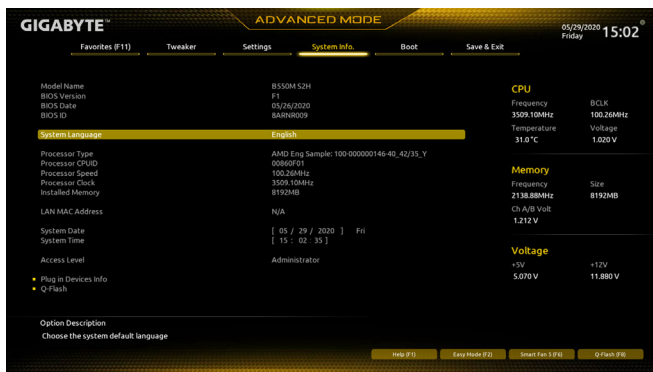 GIGABYTE™
ADVANCED MODE
05/29/2020
Friday
15:02
Favorites (F11) Tweaker Settings System Info. Boot Save & Exit
Model Name B550M S2H
BIOS Version F1
BIOS Date 05/26/2020
BIOS ID 8ARNR009
System Language English
Processor Type AMD Eng Sample: 100-000000146-40_42/35_Y
Processor CPUID 00860F01
Processor Speed 100.26MHz
Processor Clock 3509.10MHz
Installed Memory 8192MB
LAN MAC Address N/A
System Date [ 05 / 29 / 2020 ] Fri
System Time [ 15 : 02 : 35 ]
Access Level Administrator
Plug in Devices Info
Q-Flash
CPU
Frequency BCLK
3509.10MHz 100.26MHz
Temperature Voltage
31.0 °C 1.020 V
Memory
Frequency Size
2138.88MHz 8192MB
Ch A/B Volt
1.212 V
Voltage
+5V +12V
5.070 V 11.880 V
Option Description
Choose the system default language
Help (F1) Easy Mode (F2) Smart Fan 5 (F6) Q-Flash (F8)